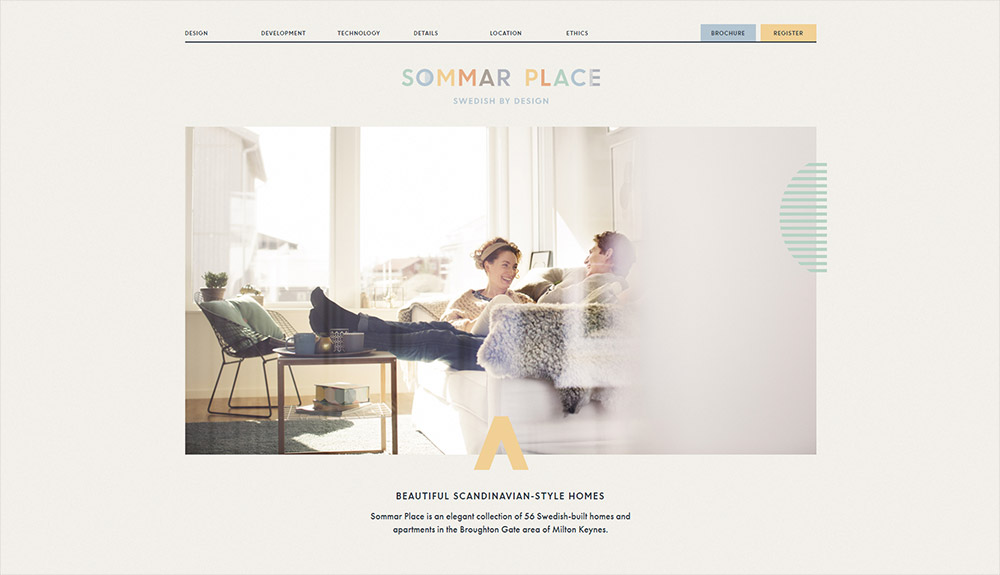 DESIGN DEVELOPMENT TECHNOLOGY DETAILS LOCATION ETHICS BROCHURE REGISTER
SOMMAR PLACE
SWEDISH BY DESIGN
BEAUTIFUL SCANDINAVIAN-STYLE HOMES
Sommar Place is an elegant collection of 56 Swedish-built homes and
apartments in the Broughton Gate area of Milton Keynes.